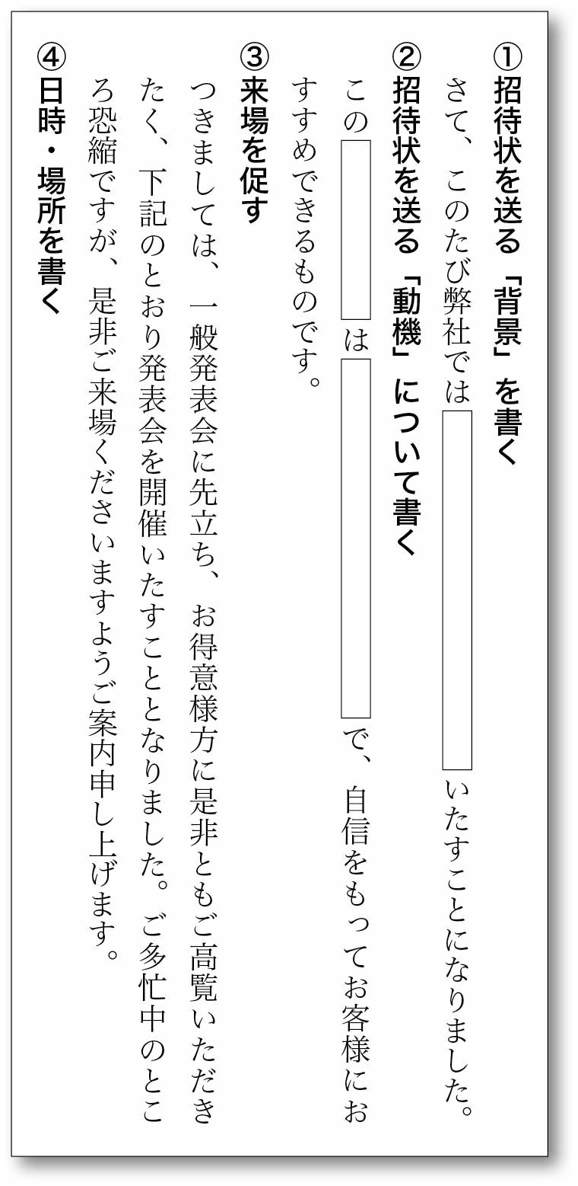 ①招待状を送る「背景」を書く
さて、このたび弊社では　いたすことになりました。
②招待状を送る「動機」について書く
この　は　で、自信をもってお客様にお
すすめできるものです。
③来場を促す
つきましては、一般発表会に先立ち、お得意様方に是非ともご高覧いただき
たく、下記のとおり発表会を開催いたすこととなりました。ご多忙中のとこ
ろ恐縮ですが、是非ご来場くださいますようご案内申し上げます。
④日時・場所を書く